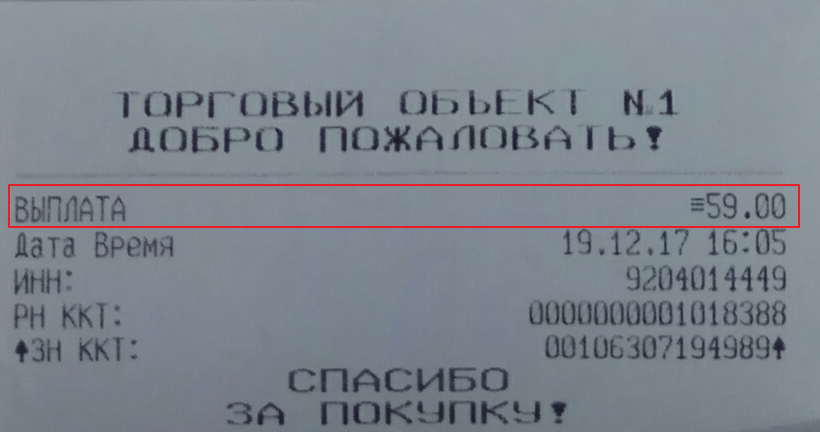 ТОРГОВЫЙ ОБЪЕКТ №1
ДОБРО ПОЖАЛОВАТЬ!
ВЫПЛАТА ≡59.00
Дата Время 19.12.17 16:05
ИНН: 9204014449
РН ККТ: 0000000001018388
↑ЗН ККТ: 00106307194989↑
СПАСИБО
ЗА ПОКУПКУ!